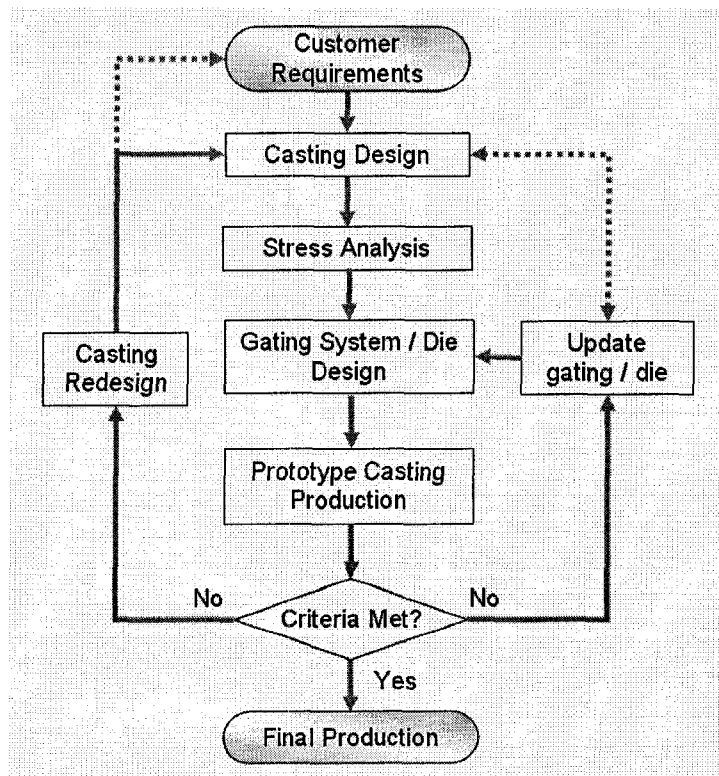 Customer
Requirements
Casting Design
Stress Analysis
Gating System / Die
Design
Casting
Redesign
Update
gating / die
Prototype Casting
Production
No
Criteria Met?
No
Yes
Final Production